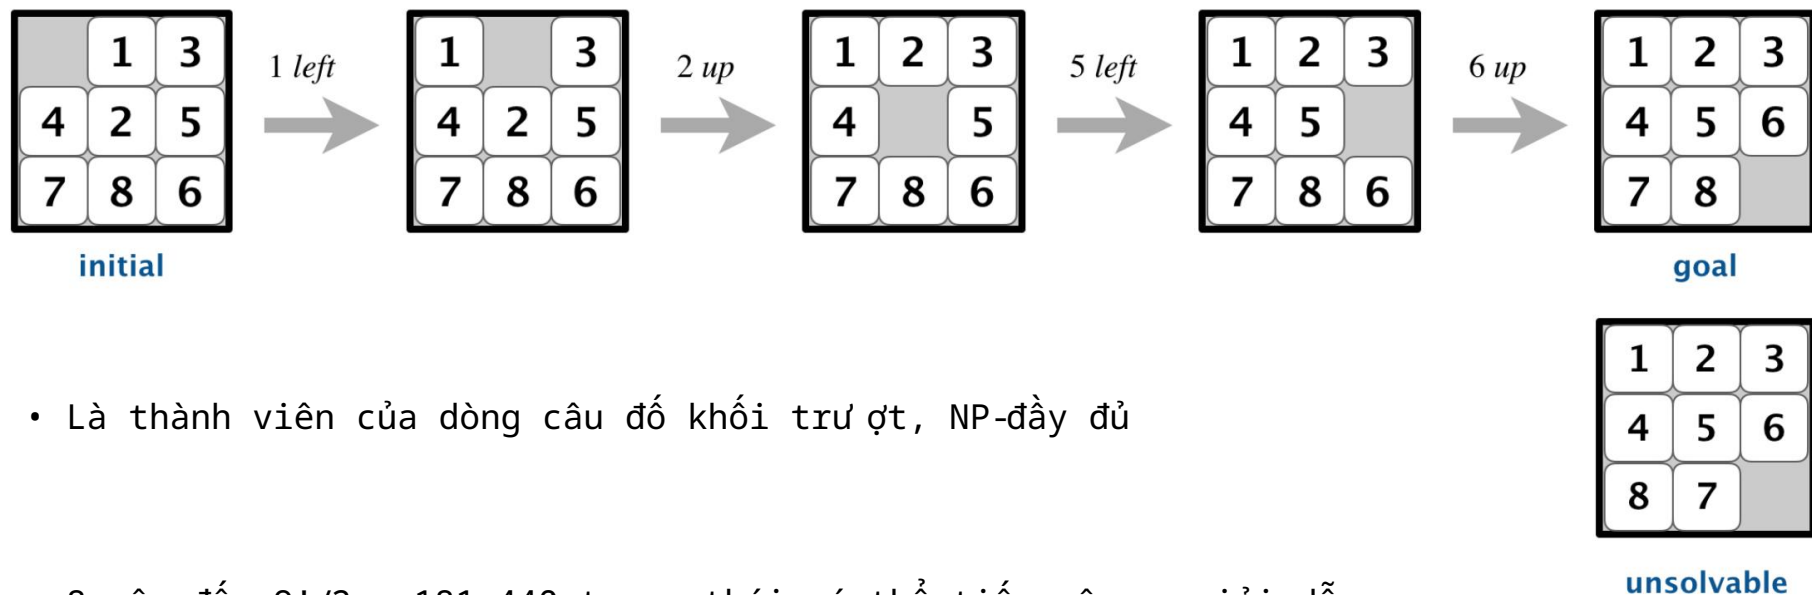 1 3 1 3 1 2 3 1 2 3 1 2 3
1 left 2 up 5 left 6 up
4 2 5 4 2 5 4 5 4 5 4 5 6
7 8 6 7 8 6 7 8 6 7 8 6 7 8
initial goal
1 2 3
• Là thành viên của dòng câu đố khối trư ợt, NP-đầy đủ
4 5 6
8 7
unsolvable